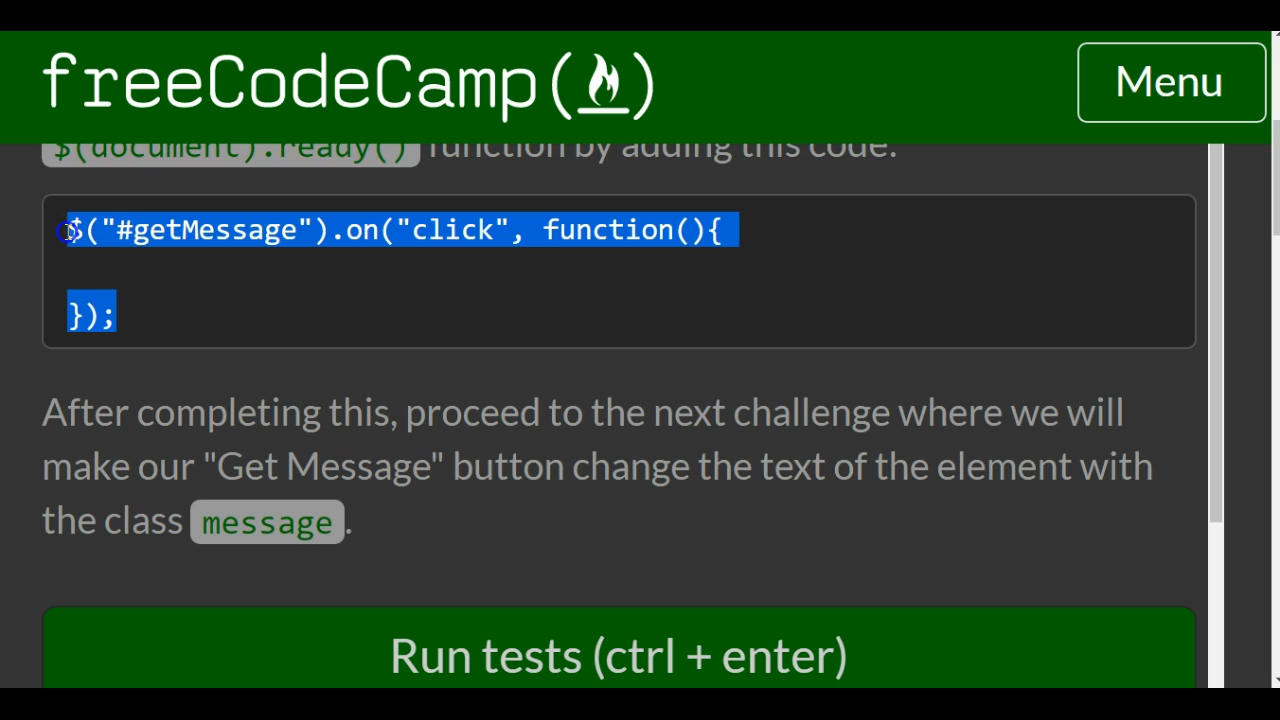 freeCodeCamp(🔥)
Menu
$(document).ready() function by adding this code:
$("#getMessage").on("click", function(){
});
After completing this, proceed to the next challenge where we will
make our "Get Message" button change the text of the element with
the class message.
Run tests (ctrl + enter)